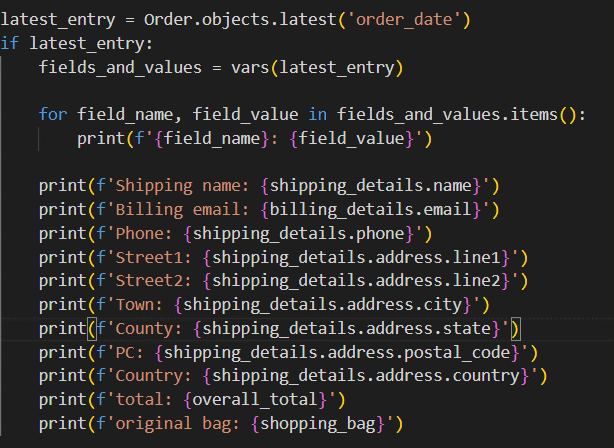 latest_entry = Order.objects.latest('order_date')
if latest_entry:
    fields_and_values = vars(latest_entry)

    for field_name, field_value in fields_and_values.items():
        print(f'{field_name}: {field_value}')

    print(f'Shipping name: {shipping_details.name}')
    print(f'Billing email: {billing_details.email}')
    print(f'Phone: {shipping_details.phone}')
    print(f'Street1: {shipping_details.address.line1}')
    print(f'Street2: {shipping_details.address.line2}')
    print(f'Town: {shipping_details.address.city}')
    print(f'County: {shipping_details.address.state}')
    print(f'PC: {shipping_details.address.postal_code}')
    print(f'Country: {shipping_details.address.country}')
    print(f'total: {overall_total}')
    print(f'original bag: {shopping_bag}')